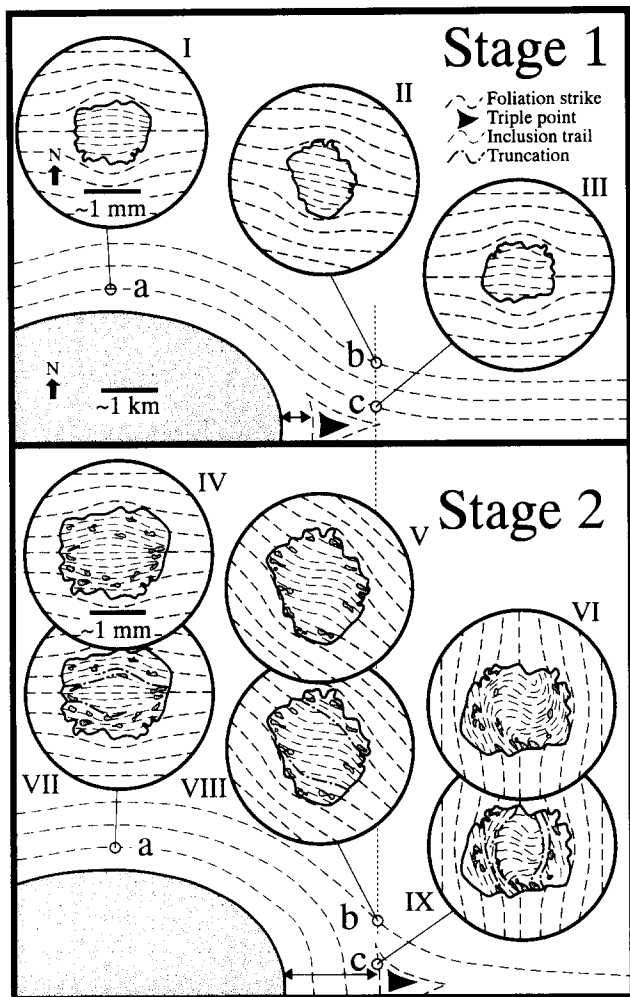 Stage 1
Foliation strike
Triple point
Inclusion trail
Truncation
I
II
III
N
~1 mm
a
b
c
N
~1 km
Stage 2
IV
V
VI
~1 mm
VII
VIII
IX
a
b
c